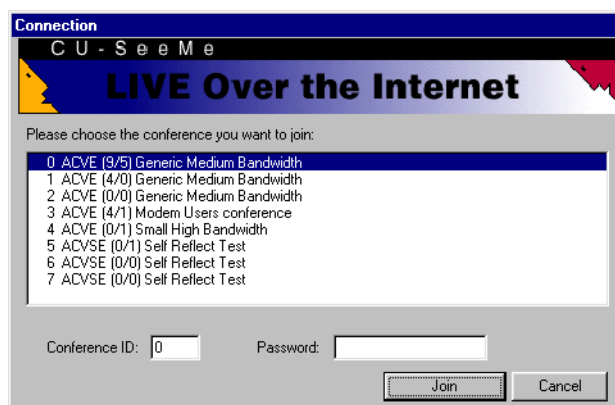 Connection
CU-SeeMe
LIVE Over the Internet
Please choose the conference you want to join:
0 ACVE (9/5) Generic Medium Bandwidth
1 ACVE (4/0) Generic Medium Bandwidth
2 ACVE (0/0) Generic Medium Bandwidth
3 ACVE (4/1) Modem Users conference
4 ACVE (0/1) Small High Bandwidth
5 ACVSE (0/1) Self Reflect Test
6 ACVSE (0/0) Self Reflect Test
7 ACVSE (0/0) Self Reflect Test
Conference ID: 0 Password:
Join Cancel